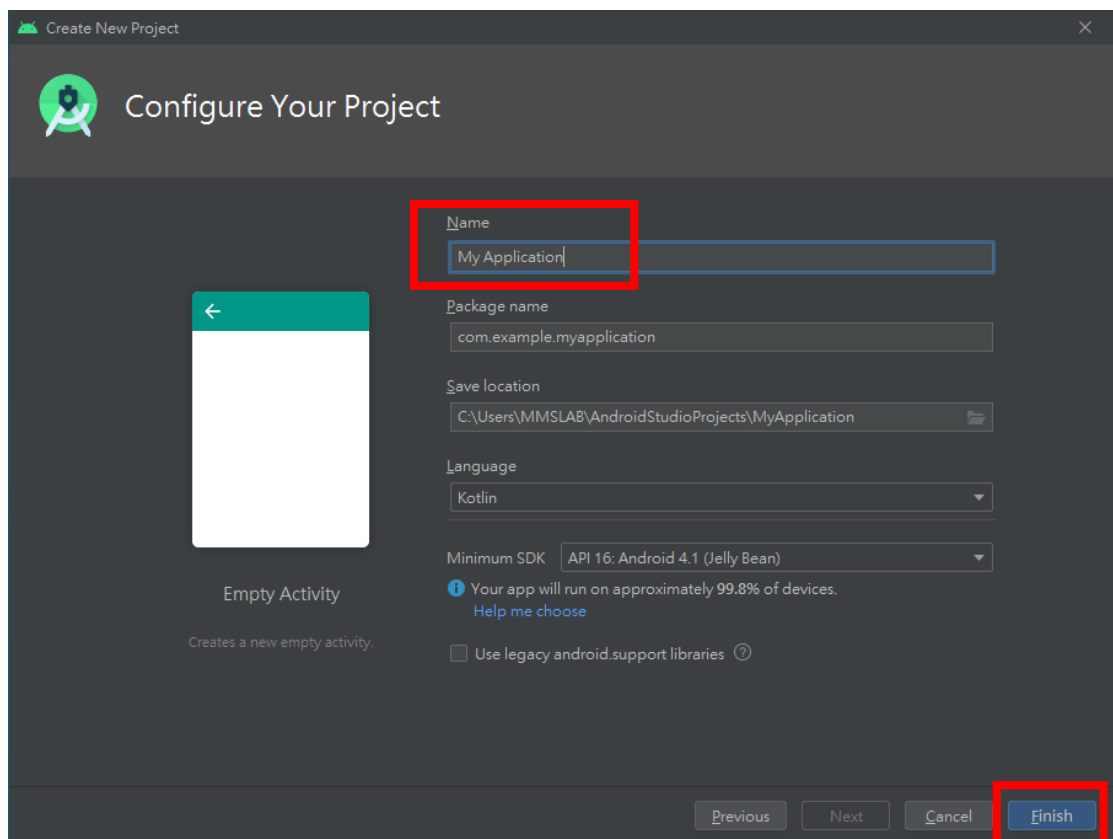 Create New Project
Configure Your Project
Name
My Application
Package name
com.example.myapplication
Save location
C:\Users\MMSLAB\AndroidStudioProjects\MyApplication
Language
Kotlin
Minimum SDK API 16: Android 4.1 (Jelly Bean)
Your app will run on approximately 99.8% of devices.
Help me choose
Use legacy android.support libraries
Empty Activity
Creates a new empty activity.
Previous Next Cancel Finish